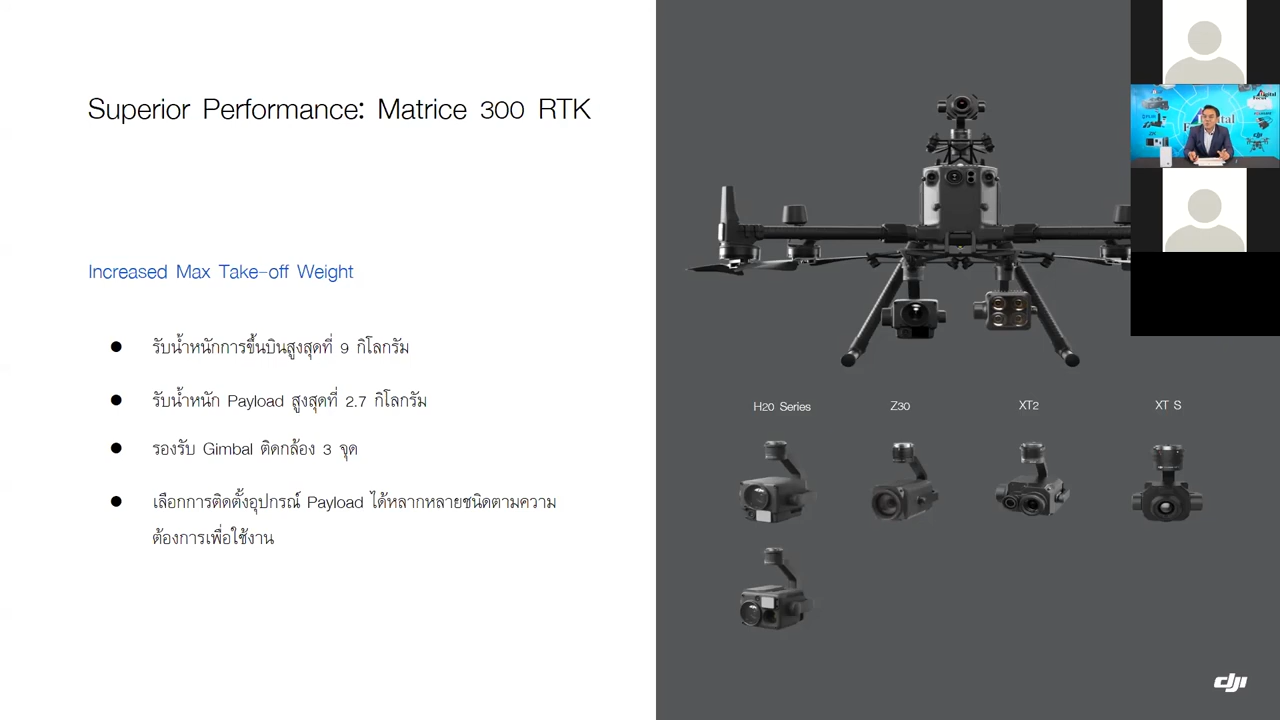 Superior Performance: Matrice 300 RTK
Increased Max Take-off Weight
● รับน้ำหนักการขึ้นบินสูงสุดที่ 9 กิโลกรัม
● รับน้ำหนัก Payload สูงสุดที่ 2.7 กิโลกรัม
● รองรับ Gimbal ติดกล้อง 3 จุด
● เลือกการติดตั้งอุปกรณ์ Payload ได้หลากหลายชนิดตามความ
ต้องการเพื่อใช้งาน
H20 Series
Z30
XT2
XT S
dji